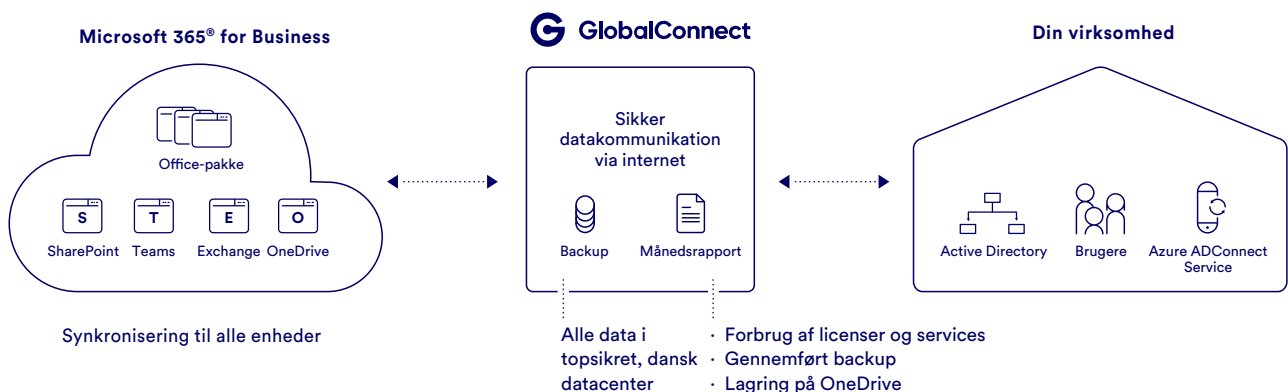 Microsoft 365® for Business
Office-pakke
S
T
E
O
SharePoint
Teams
Exchange
OneDrive
Synkronisering til alle enheder
GlobalConnect
Sikker
datakommunikation
via internet
Backup
Månedsrapport
Alle data i
topsikret, dansk
datacenter
· Forbrug af licenser og services
· Gennemført backup
· Lagring på OneDrive
Din virksomhed
Active Directory
Brugere
Azure ADConnect
Service